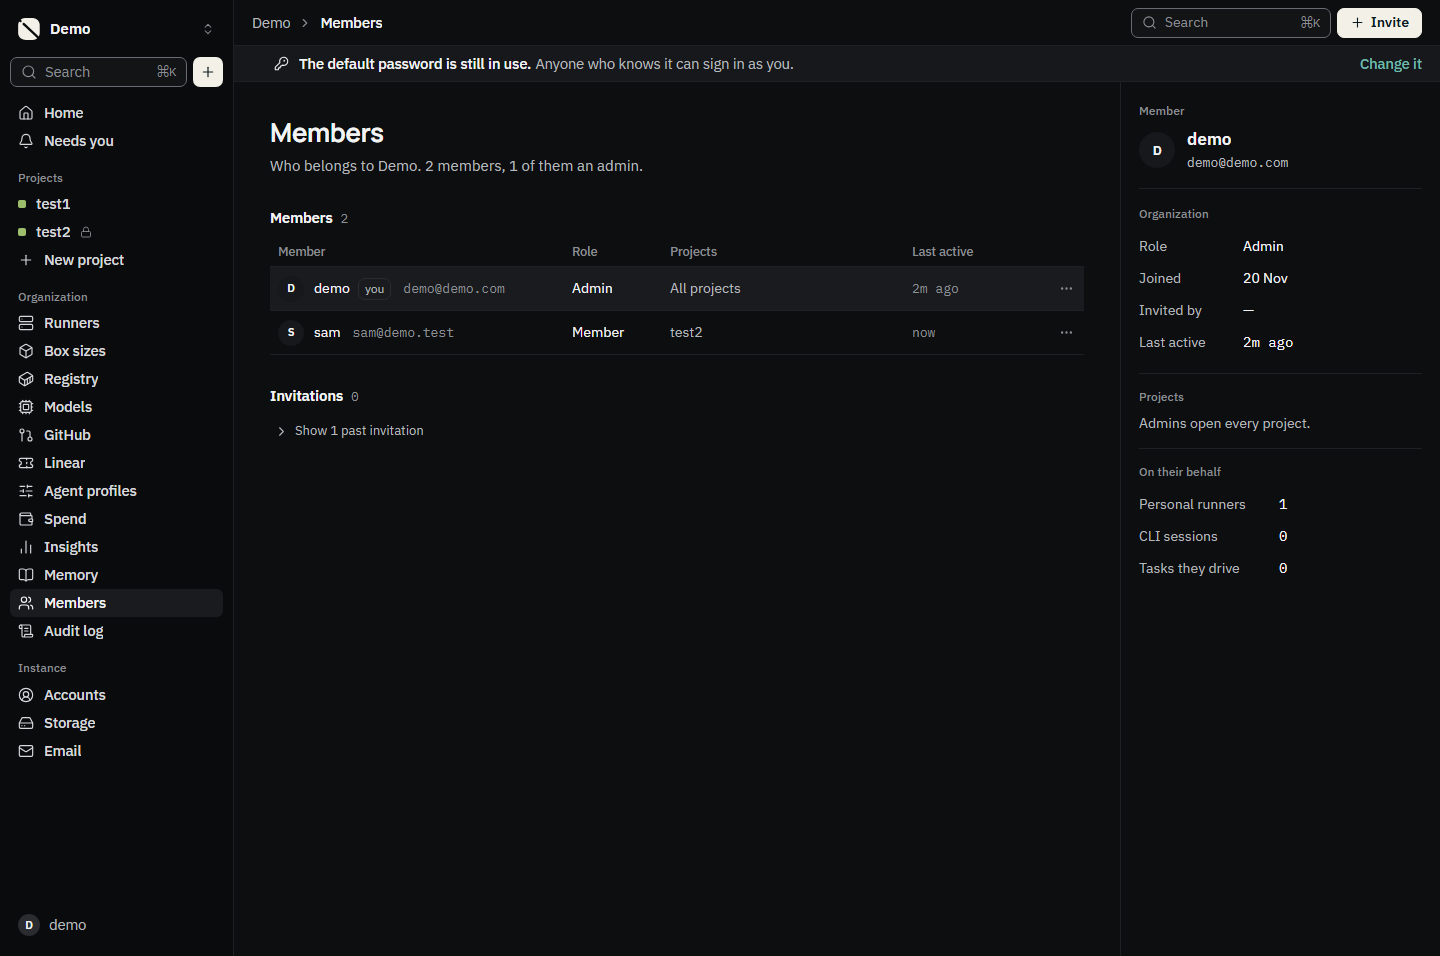 Demo
Search ⌘K
Home
Needs you
Projects
test1
test2
New project
Organization
Runners
Box sizes
Registry
Models
GitHub
Linear
Agent profiles
Spend
Insights
Memory
Members
Audit log
Instance
Accounts
Storage
Email
D demo
Demo > Members
Search ⌘K
+ Invite
The default password is still in use. Anyone who knows it can sign in as you.
Change it
Members
Who belongs to Demo. 2 members, 1 of them an admin.
Members 2
Member Role Projects Last active
D demo you demo@demo.com Admin All projects 2m ago ···
S sam sam@demo.test Member test2 now ···
Invitations 0
Show 1 past invitation
Member
D demo
demo@demo.com
Organization
Role Admin
Joined 20 Nov
Invited by —
Last active 2m ago
Projects
Admins open every project.
On their behalf
Personal runners 1
CLI sessions 0
Tasks they drive 0